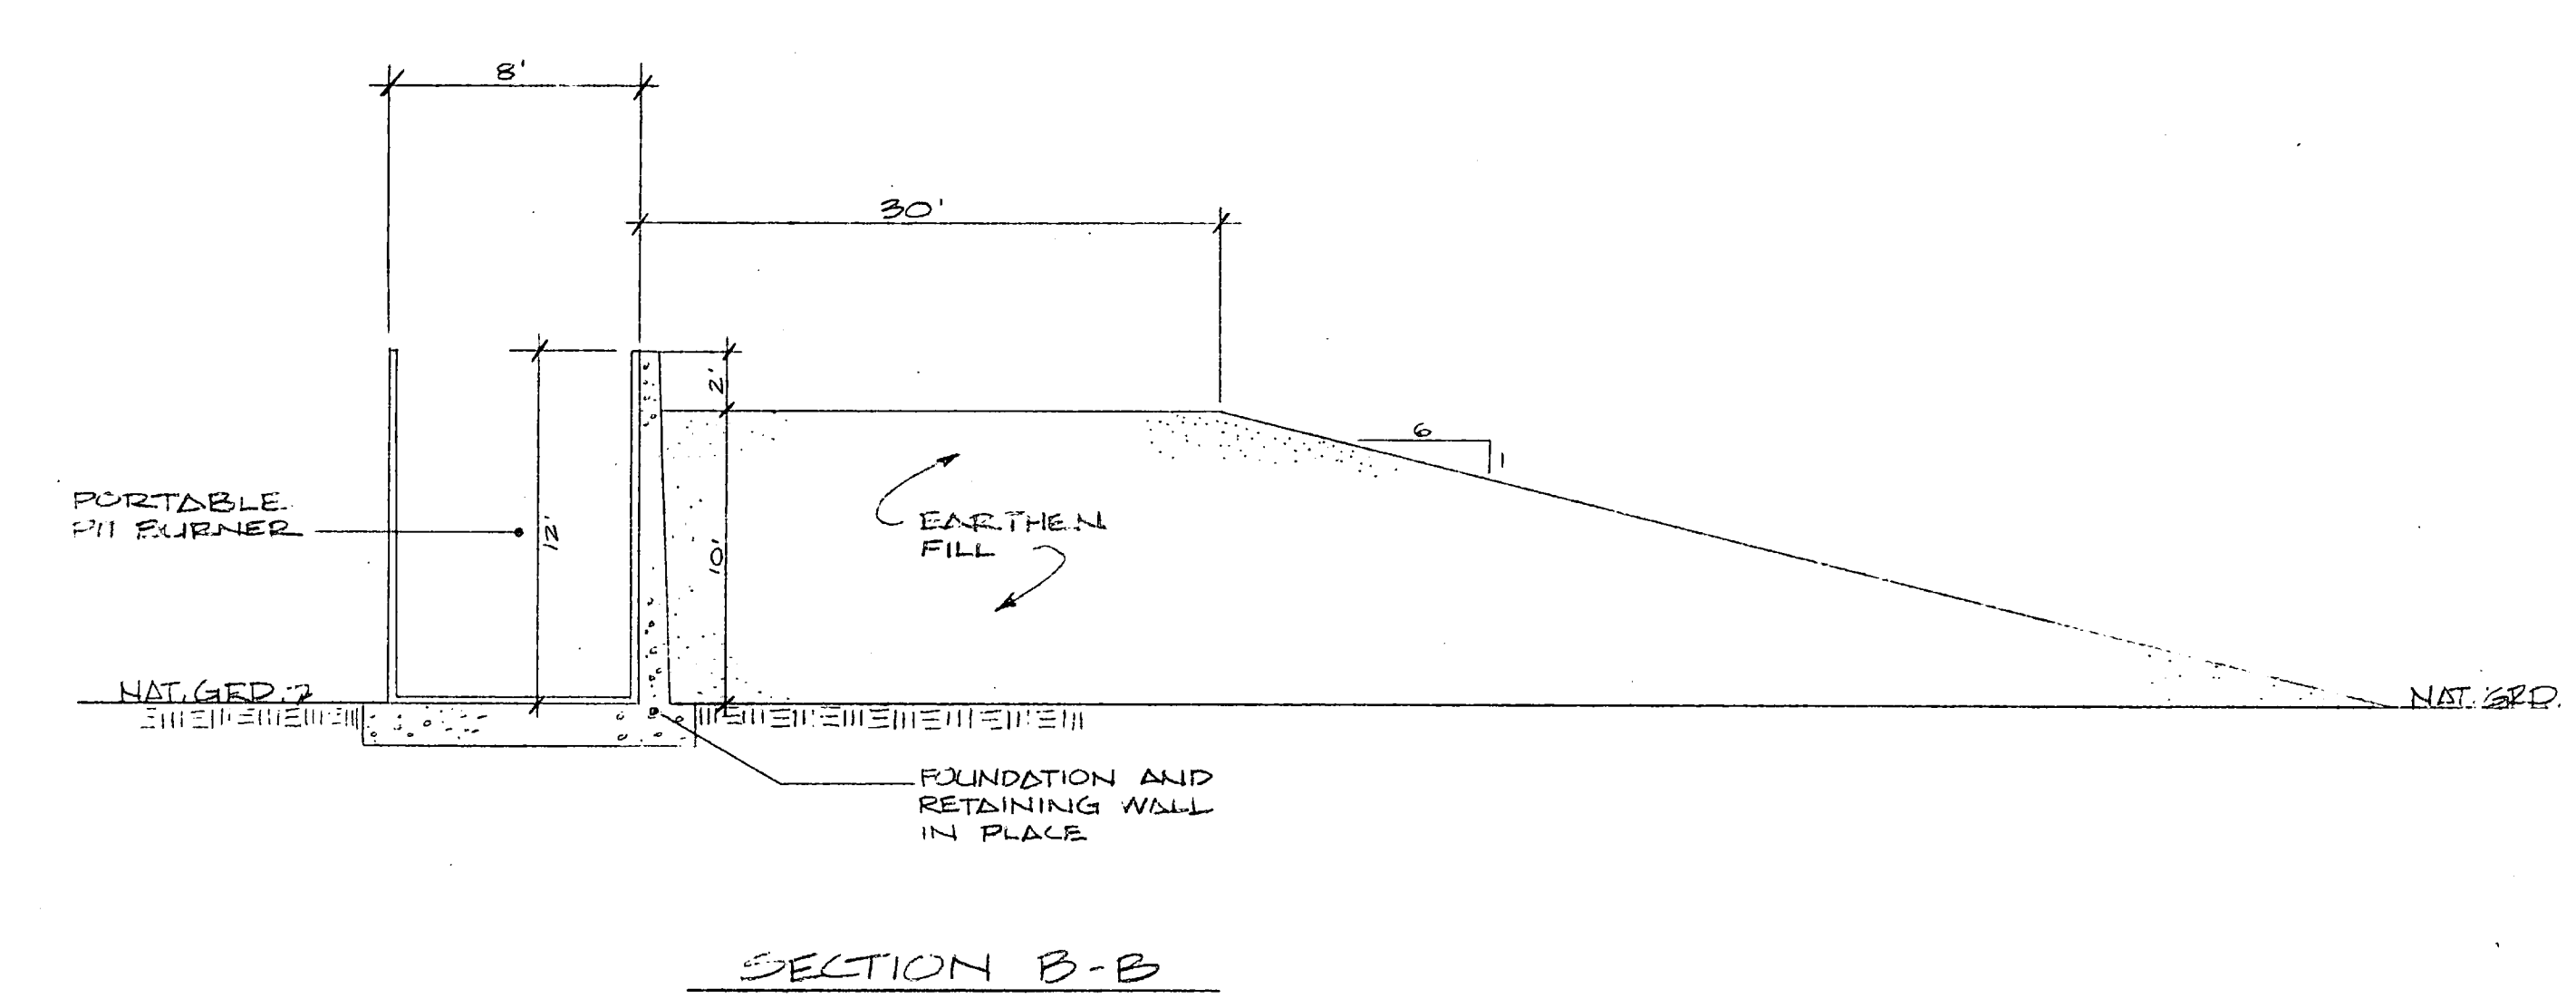 8'
30'
2'
6
1
PORTABLE
PIT BURNER
12'
10'
EARTHEN
FILL
NAT. GRD.
NAT. GRD.
FOUNDATION AND
RETAINING WALL
IN PLACE
SECTION B-B